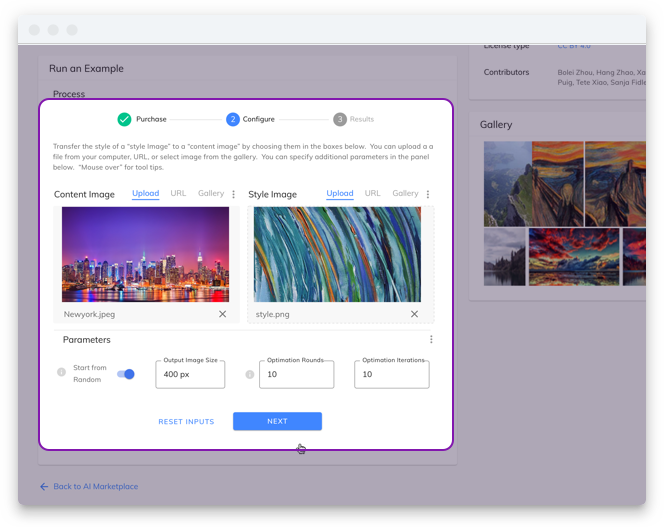 License type
CC BY 4.0
Run an Example
Contributors
Bolei Zhou, Hang Zhao, Xa
Puig, Tete Xiao, Sanja Fidle
Process
Purchase
2
Configure
3
Results
Gallery
Transfer the style of a “style Image” to a “content image” by choosing them in the boxes below. You can upload a a
file from your computer, URL, or select image from the gallery. You can specify additional parameters in the panel
below. “Mouse over” for tool tips.
Content Image
Upload
URL
Gallery
Style Image
Upload
URL
Gallery
Newyork.jpeg
style.png
Parameters
Start from
Random
Output Image Size
400 px
Optimation Rounds
10
Optimation Iterations
10
RESET INPUTS
NEXT
Back to AI Marketplace